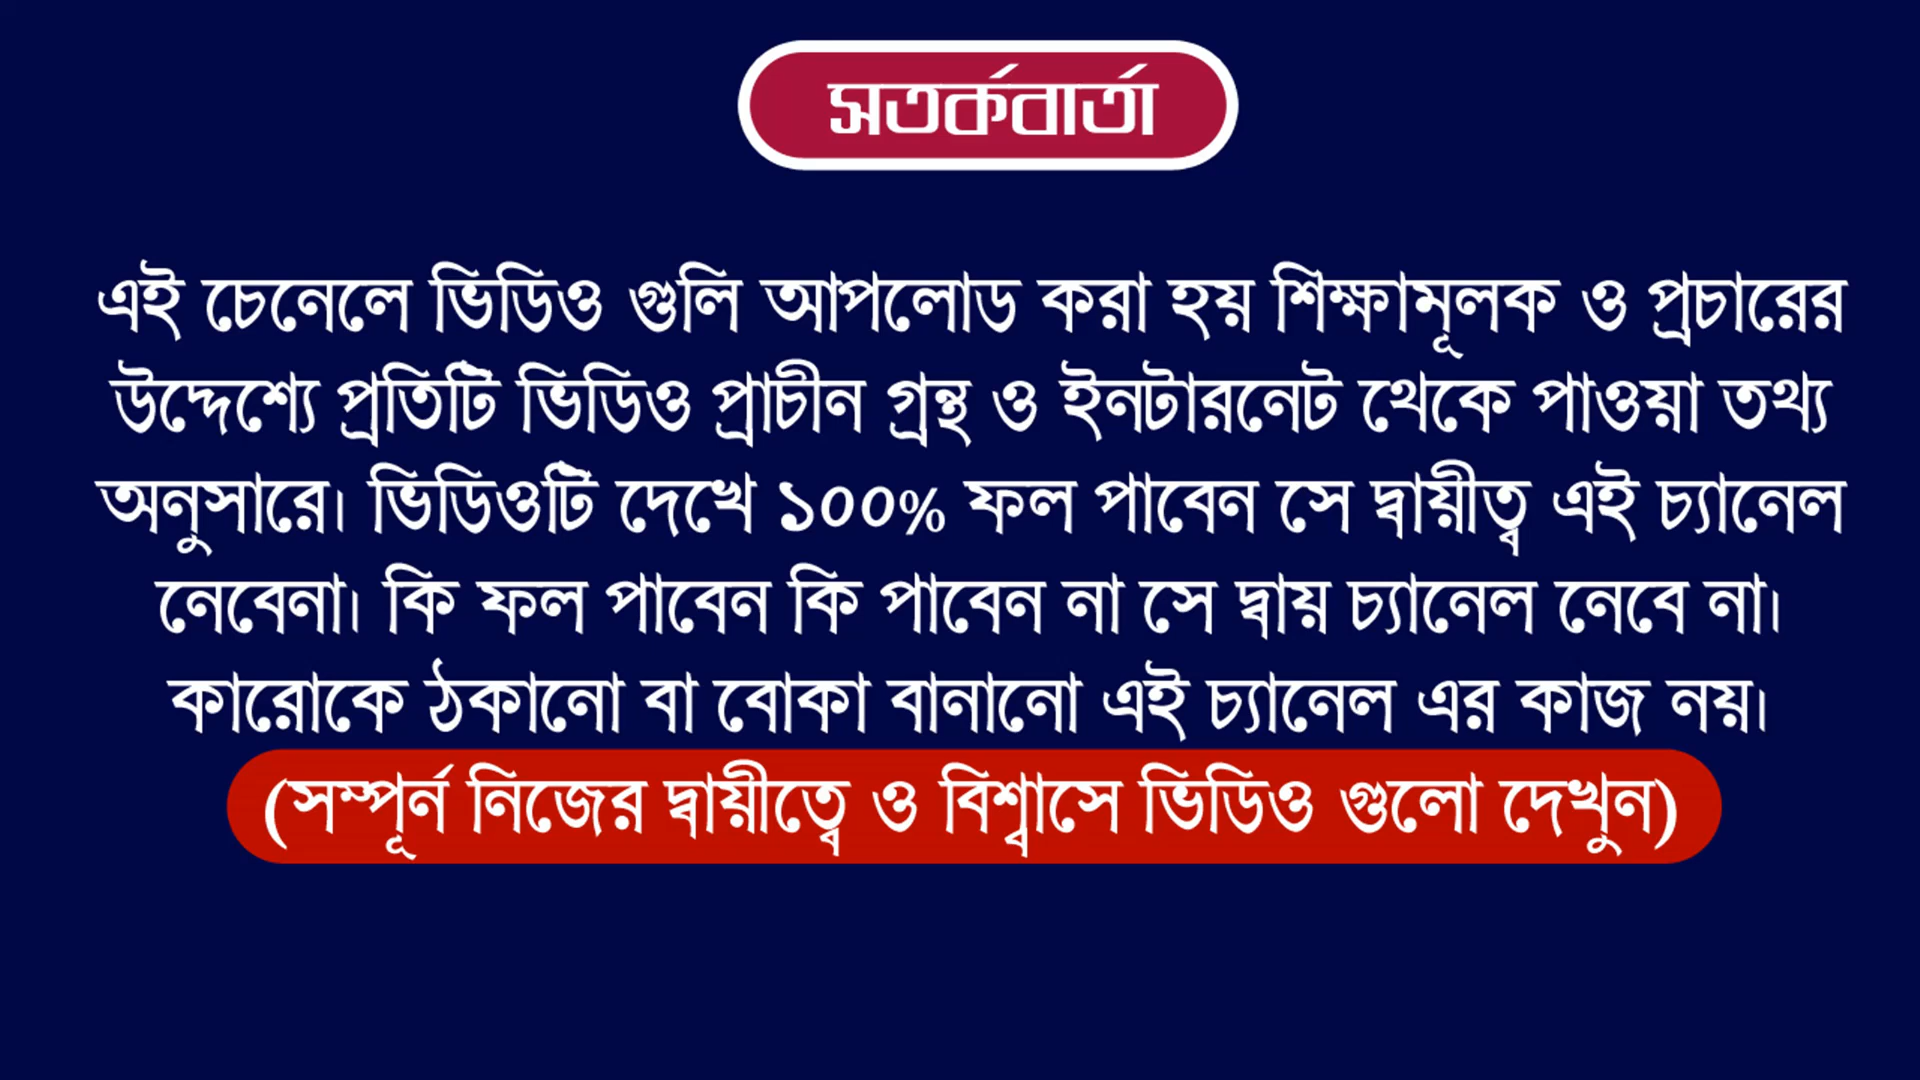 সতর্কবার্তা
এই চেনেলে ভিডিও গুলি আপলোড করা হয় শিক্ষামূলক ও প্রচারের
উদ্দেশ্যে প্রতিটি ভিডিও প্রাচীন গ্রন্থ ও ইনটারনেট থেকে পাওয়া তথ্য
অনুসারে। ভিডিওটি দেখে ১০০% ফল পাবেন সে দ্বায়ীত্ব এই চ্যানেল
নেবেনা। কি ফল পাবেন কি পাবেন না সে দ্বায় চ্যানেল নেবে না।
কারোকে ঠকানো বা বোকা বানানো এই চ্যানেল এর কাজ নয়।
(সম্পূর্ন নিজের দ্বায়ীত্বে ও বিশ্বাসে ভিডিও গুলো দেখুন)